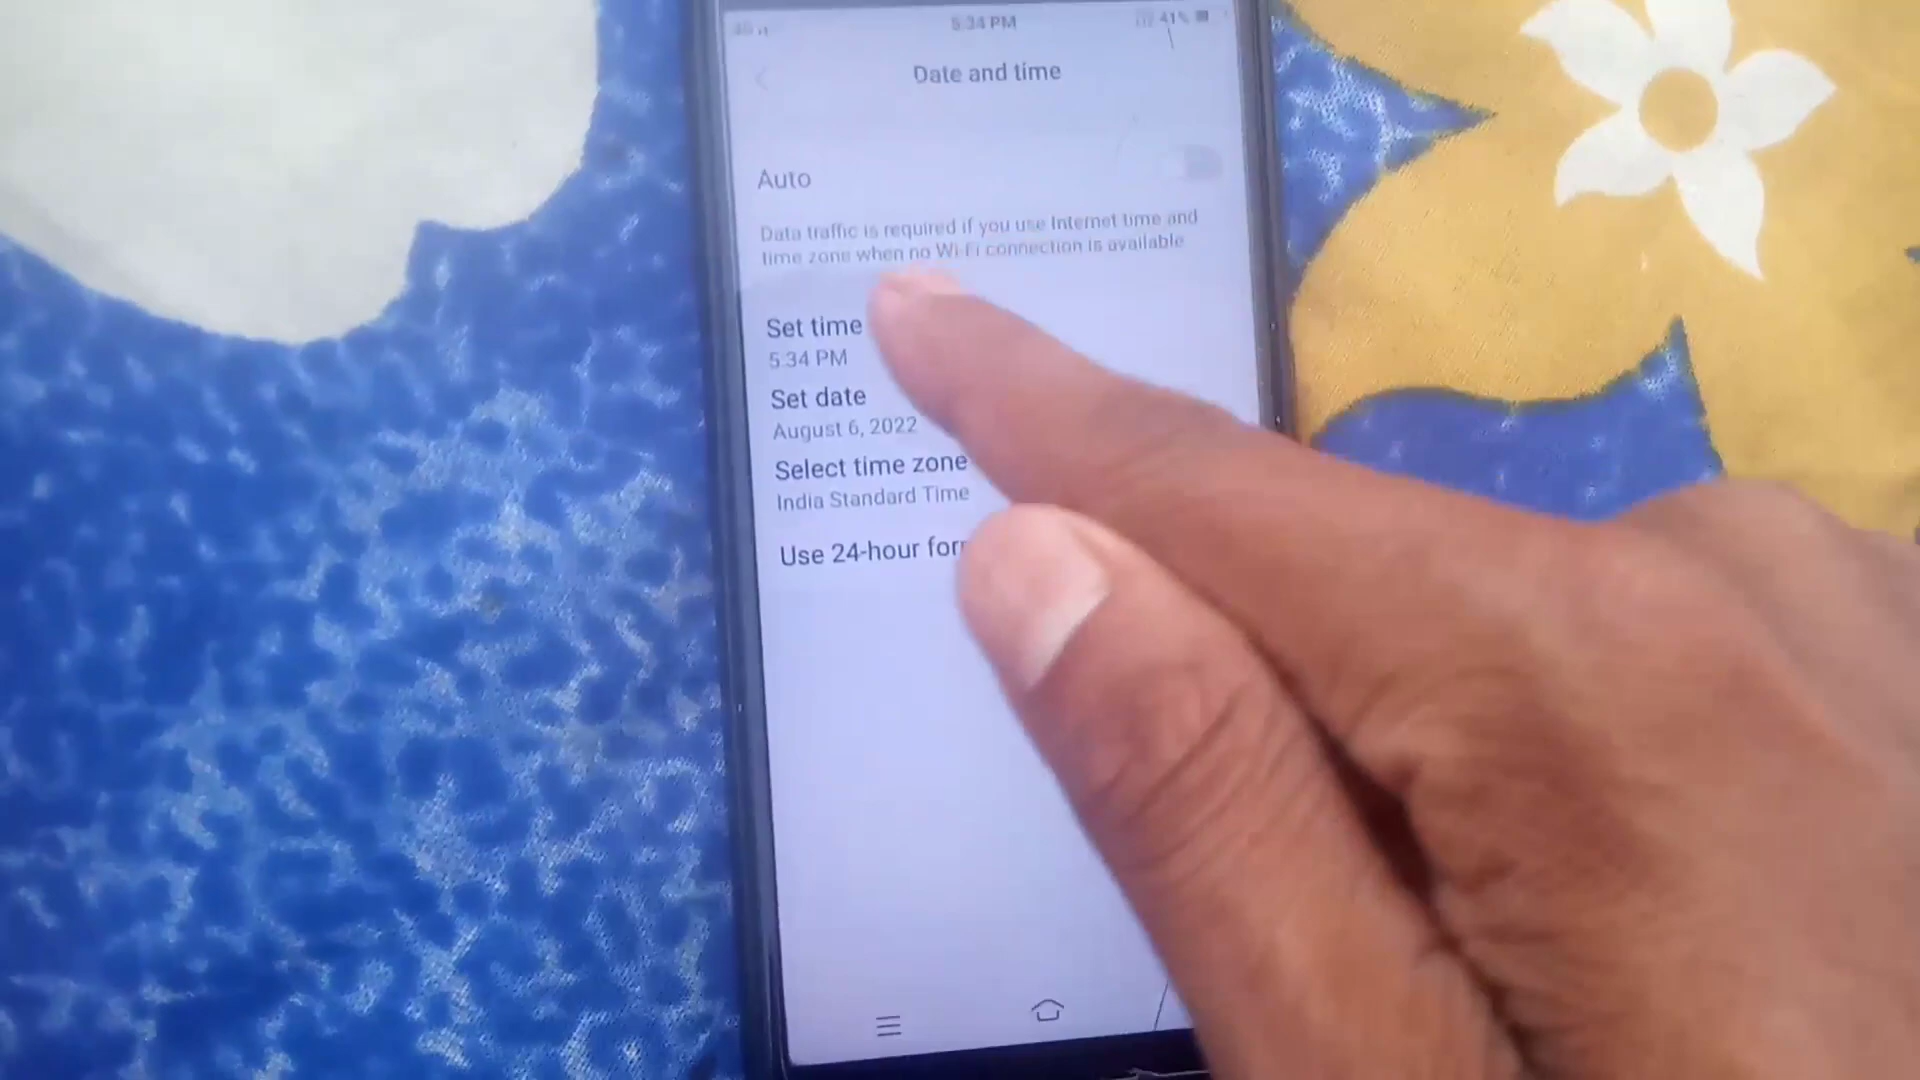 5:34 PM
41%
Date and time
Auto
Data traffic is required if you use Internet time and
time zone when no Wi-Fi connection is available
Set time
5:34 PM
Set date
August 6, 2022
Select time zone
India Standard Time
Use 24-hour for